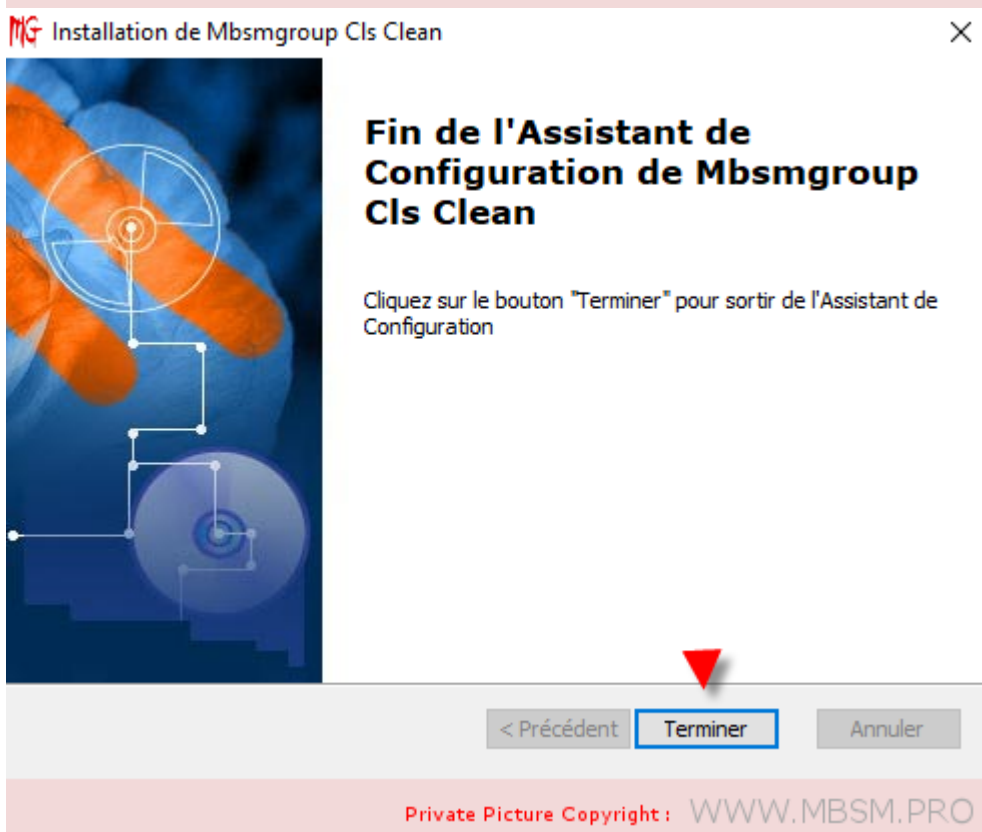 MG Installation de Mbsmgroup Cls Clean
Fin de l'Assistant de
Configuration de Mbsmgroup
Cls Clean
Cliquez sur le bouton "Terminer" pour sortir de l'Assistant de
Configuration
< Précédent Terminer Annuler
Private Picture Copyright : WWW.MBSM.PRO